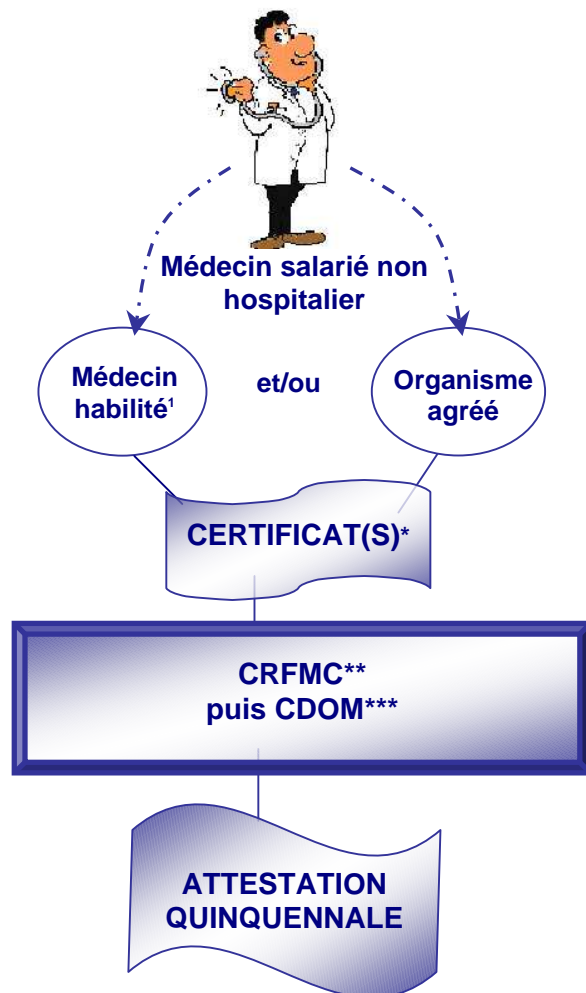 Médecin salarié non
hospitalier
Médecin
habilité¹
et/ou
Organisme
agréé
CERTIFICAT(S)*
CRFMC**
puis CDOM***
ATTESTATION
QUINQUENNALE